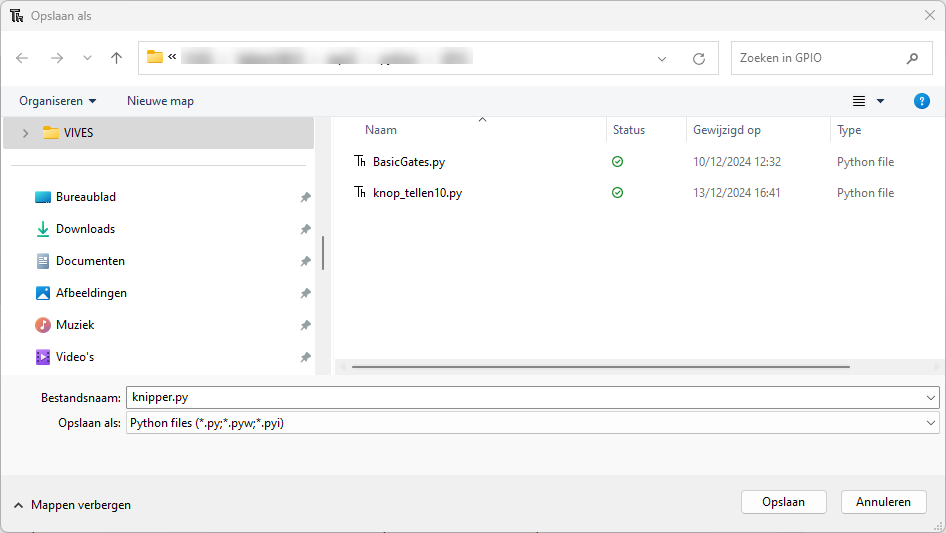 Opslaan als
«
Zoeken in GPIO
Organiseren
Nieuwe map
?
VIVES
Bureaublad
Downloads
Documenten
Afbeeldingen
Muziek
Video's
Naam Status Gewijzigd op Type
BasicGates.py 10/12/2024 12:32 Python file
knop_tellen10.py 13/12/2024 16:41 Python file
Bestandsnaam: knipper.py
Opslaan als: Python files (*.py;*.pyw;*.pyi)
Mappen verbergen
Opslaan
Annuleren